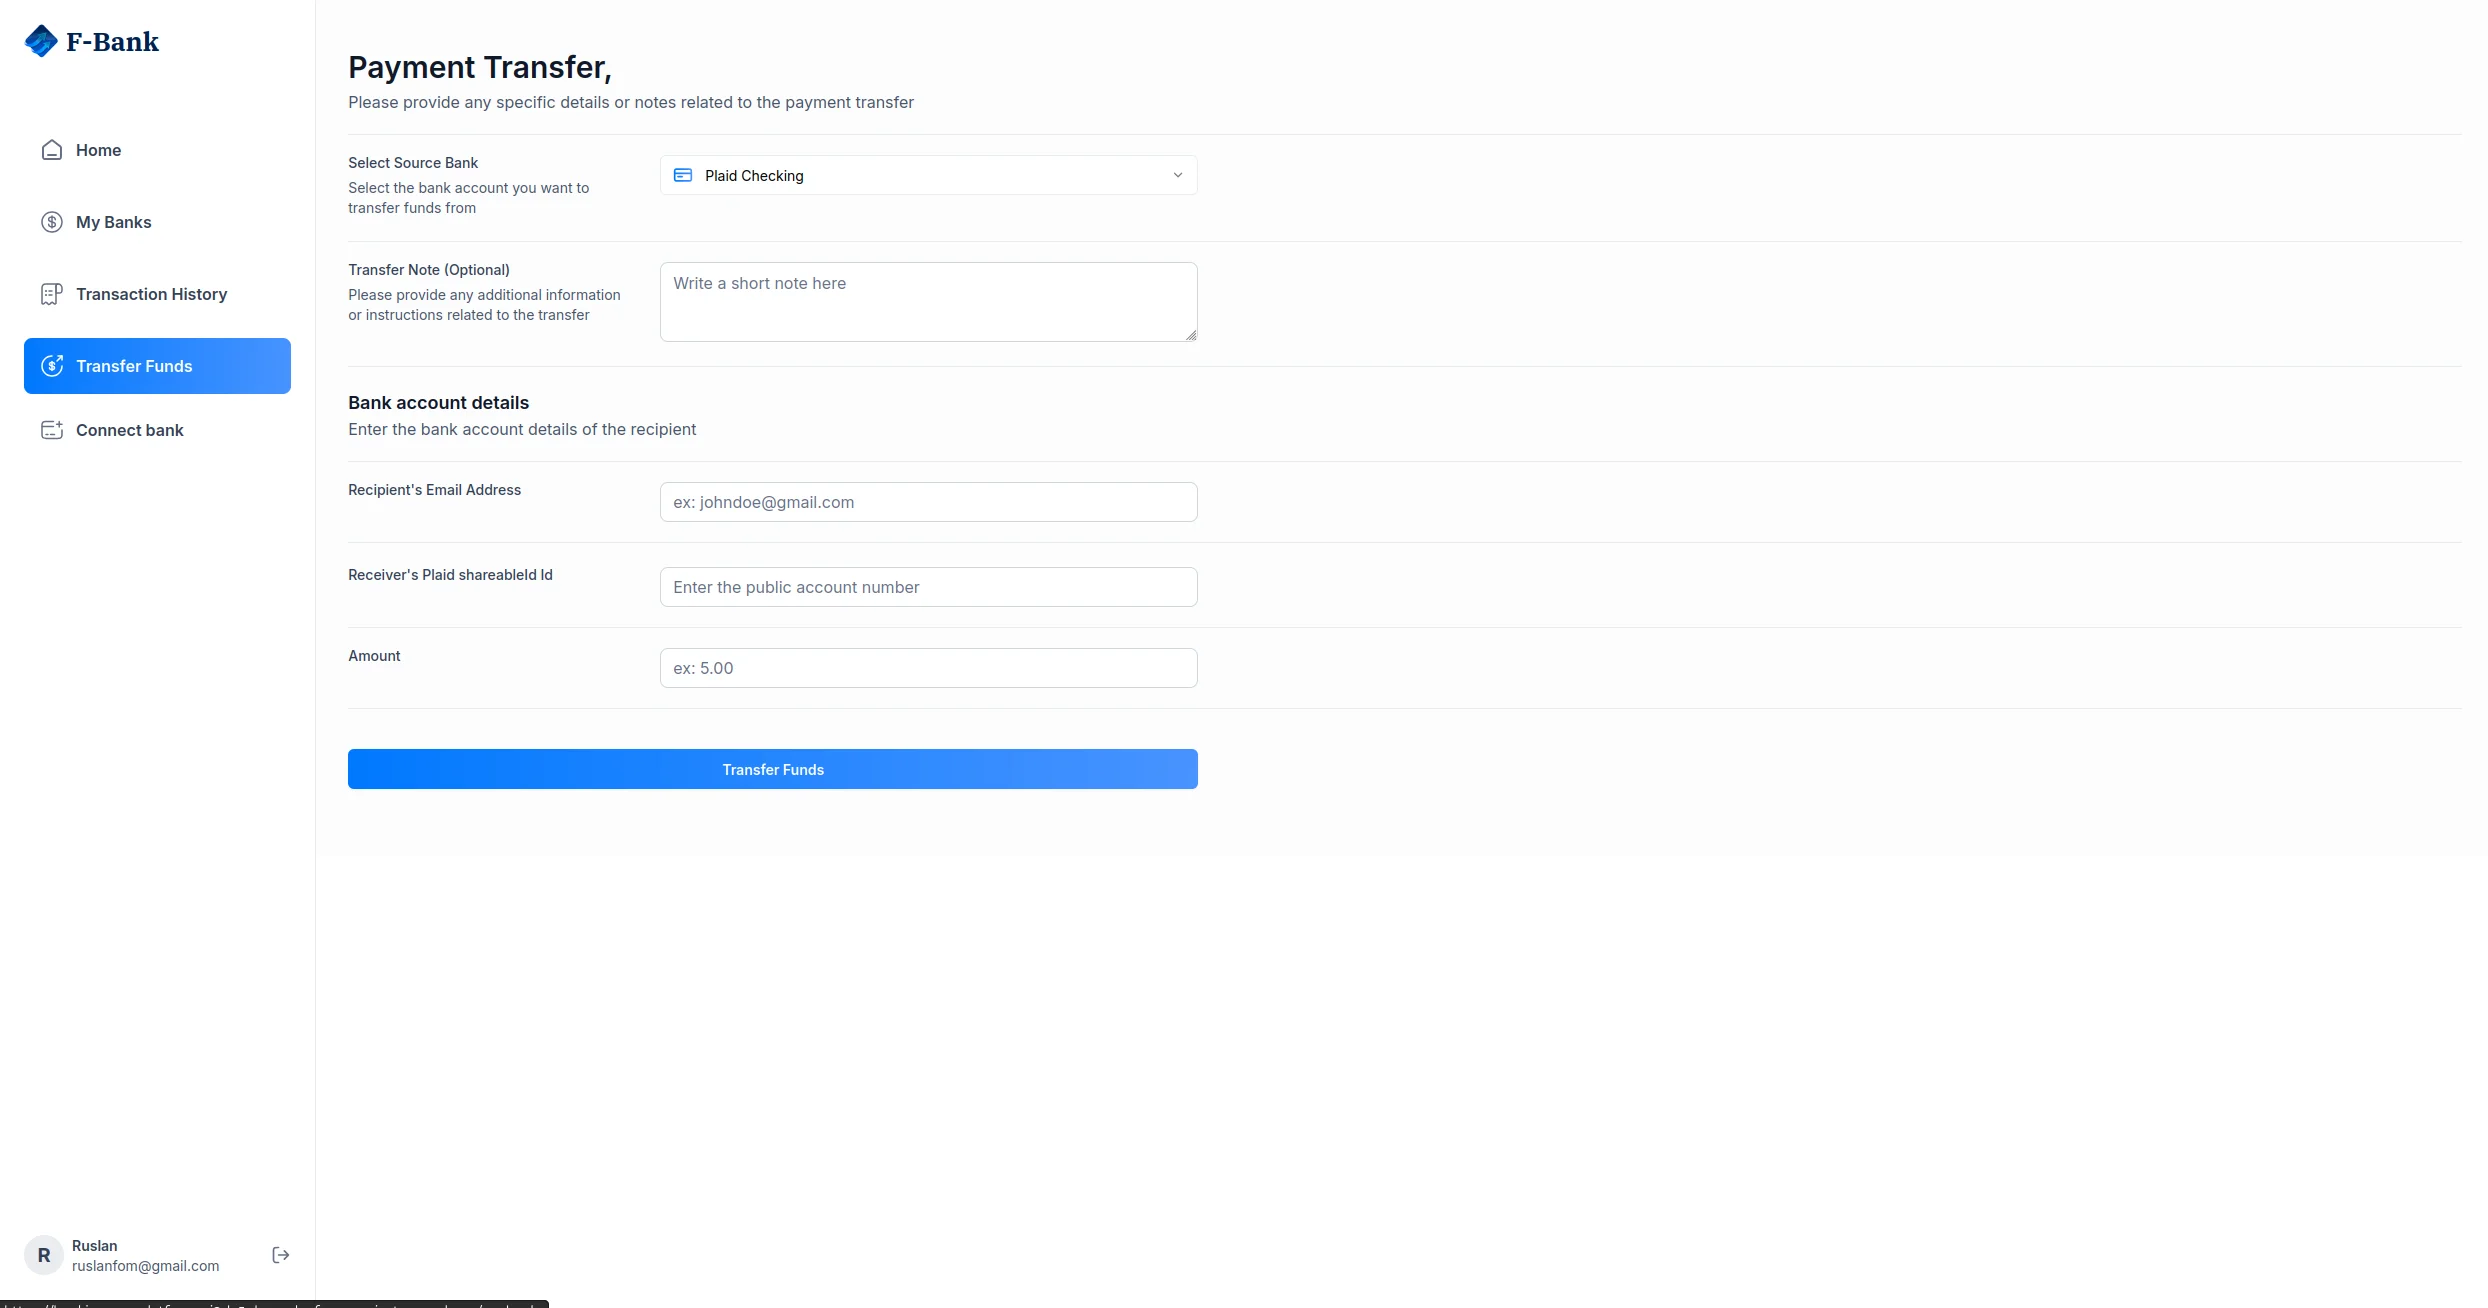 F-Bank
Home
My Banks
Transaction History
Transfer Funds
Connect bank
Payment Transfer,
Please provide any specific details or notes related to the payment transfer
Select Source Bank
Select the bank account you want to
transfer funds from
Plaid Checking
Transfer Note (Optional)
Please provide any additional information
or instructions related to the transfer
Write a short note here
Bank account details
Enter the bank account details of the recipient
Recipient's Email Address
ex: johndoe@gmail.com
Receiver's Plaid shareableId Id
Enter the public account number
Amount
ex: 5.00
Transfer Funds
R
Ruslan
ruslanfom@gmail.com